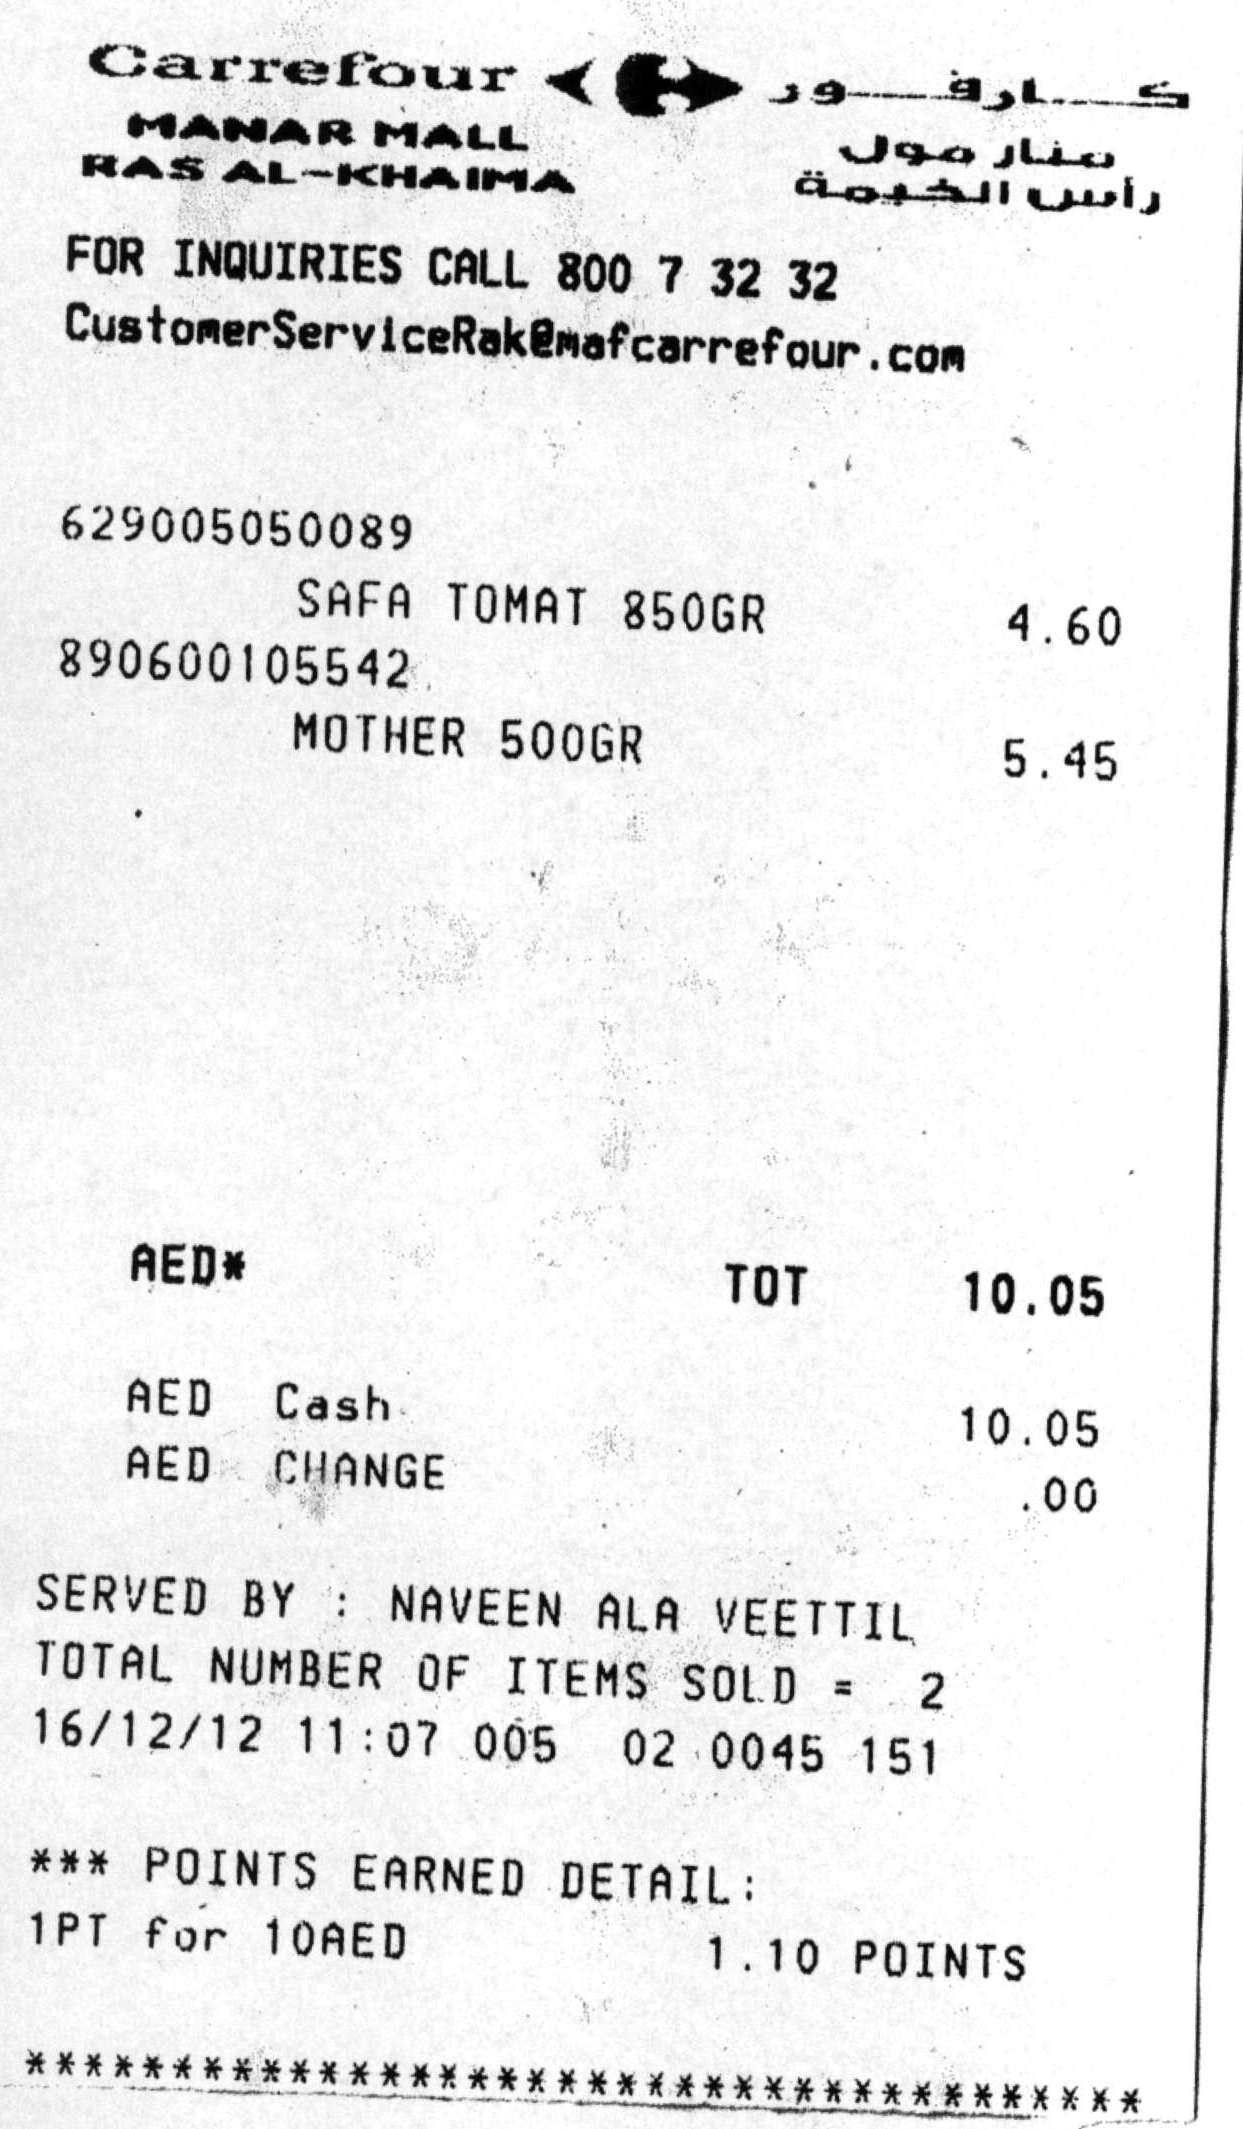 Carrefour كارفور
MANAR MALL منار مول
RAS AL-KHAIMA رأس الخيمة
FOR INQUIRIES CALL 800 7 32 32
CustomerServiceRak@mafcarrefour.com
629005050089
SAFA TOMAT 850GR 4.60
890600105542
MOTHER 500GR 5.45
AED* TOT 10.05
AED Cash 10.05
AED CHANGE .00
SERVED BY : NAVEEN ALA VEETTIL
TOTAL NUMBER OF ITEMS SOLD = 2
16/12/12 11:07 005 02 0045 151
*** POINTS EARNED DETAIL:
1PT for 10AED 1.10 POINTS
**************************************